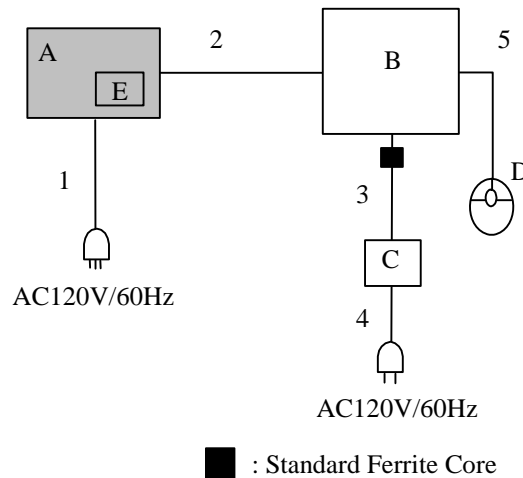 A
E
2
B
5
D
1
3
AC120V/60Hz
C
4
AC120V/60Hz
: Standard Ferrite Core